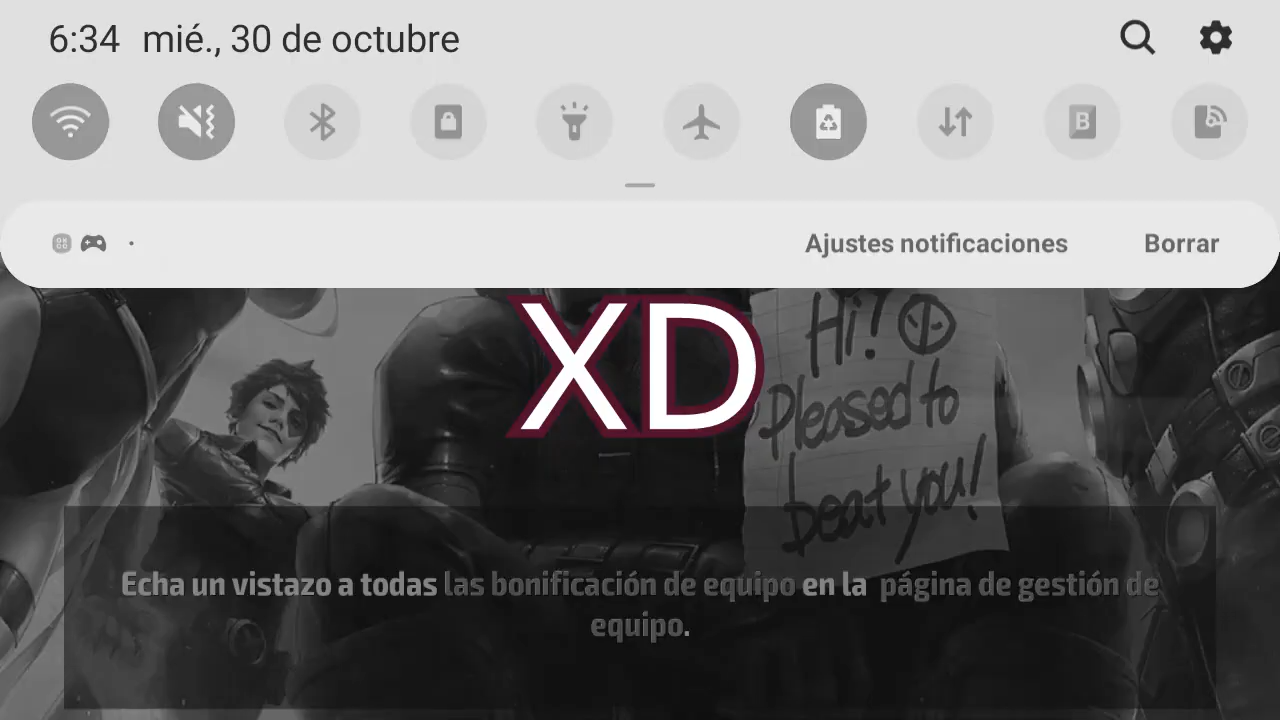 6:34 mié., 30 de octubre
B
Ajustes notificaciones Borrar
XD
Hi!
Pleased to
beat you!
Echa un vistazo a todas las bonificación de equipo en la página de gestión de
equipo.